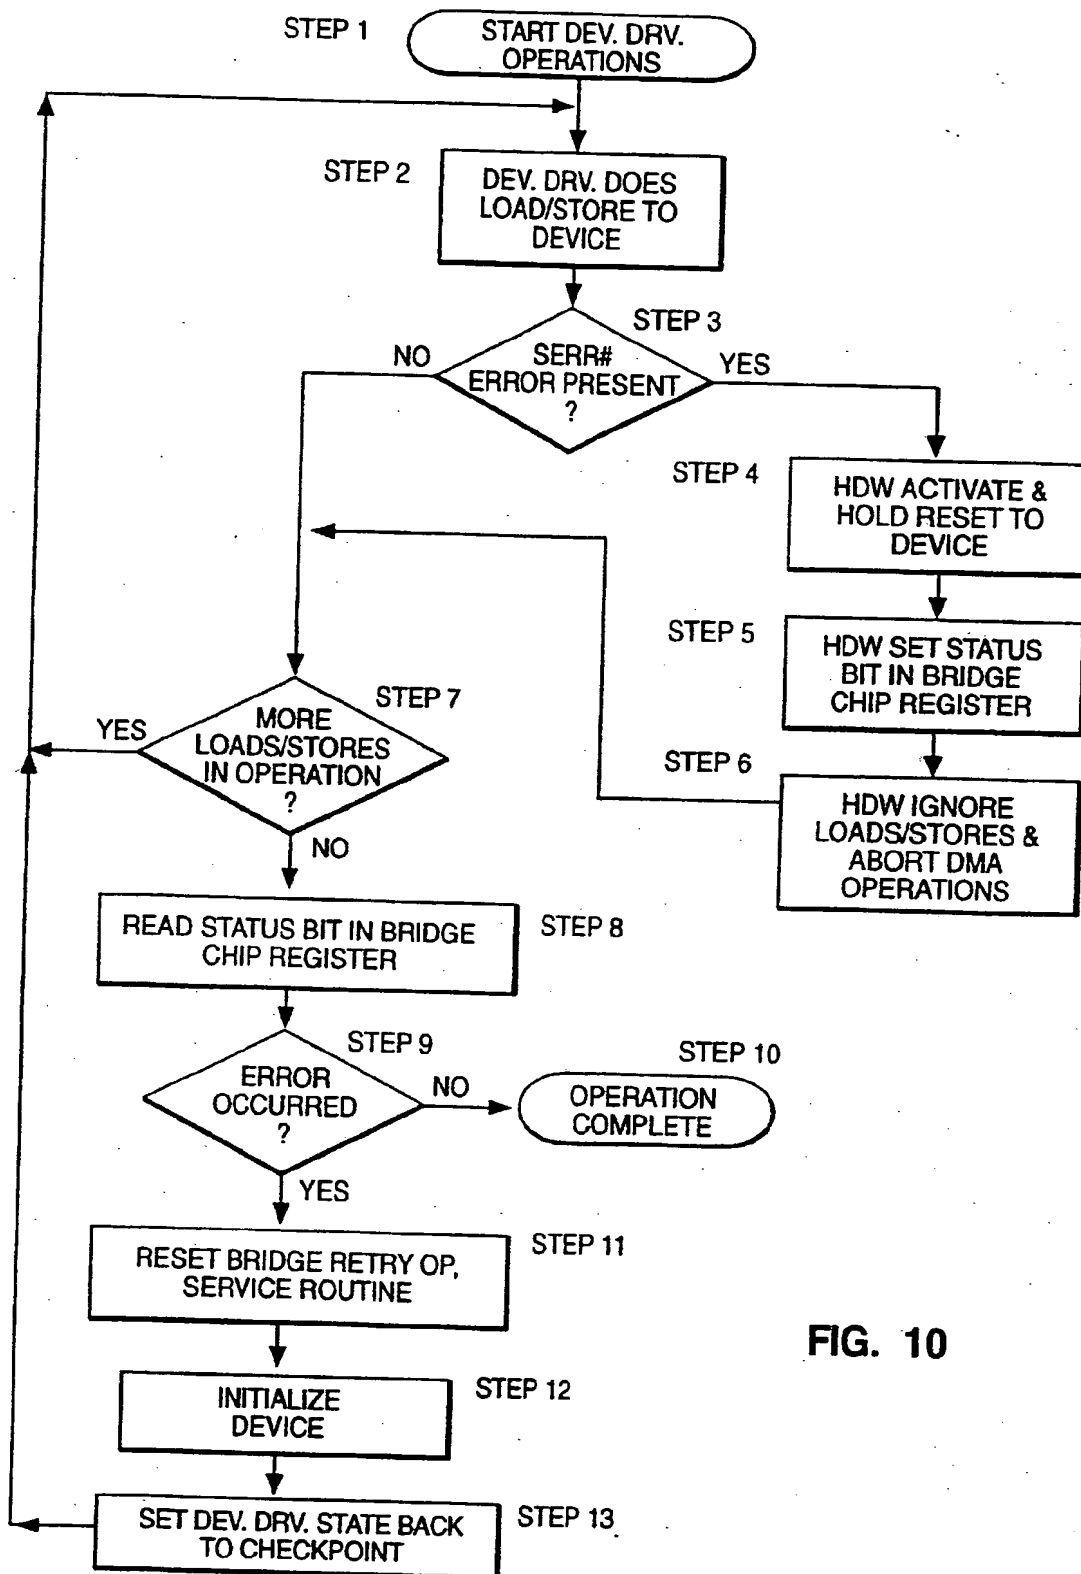 STEP 1
START DEV. DRV.
OPERATIONS
STEP 2
DEV. DRV. DOES
LOAD/STORE TO
DEVICE
STEP 3
SERR#
ERROR PRESENT
?
NO
YES
STEP 4
HDW ACTIVATE &
HOLD RESET TO
DEVICE
STEP 5
HDW SET STATUS
BIT IN BRIDGE
CHIP REGISTER
STEP 6
HDW IGNORE
LOADS/STORES &
ABORT DMA
OPERATIONS
STEP 7
MORE
LOADS/STORES
IN OPERATION
?
YES
NO
STEP 8
READ STATUS BIT IN BRIDGE
CHIP REGISTER
STEP 9
ERROR
OCCURRED
?
NO
YES
STEP 10
OPERATION
COMPLETE
STEP 11
RESET BRIDGE RETRY OP,
SERVICE ROUTINE
STEP 12
INITIALIZE
DEVICE
STEP 13
SET DEV. DRV. STATE BACK
TO CHECKPOINT
FIG. 10